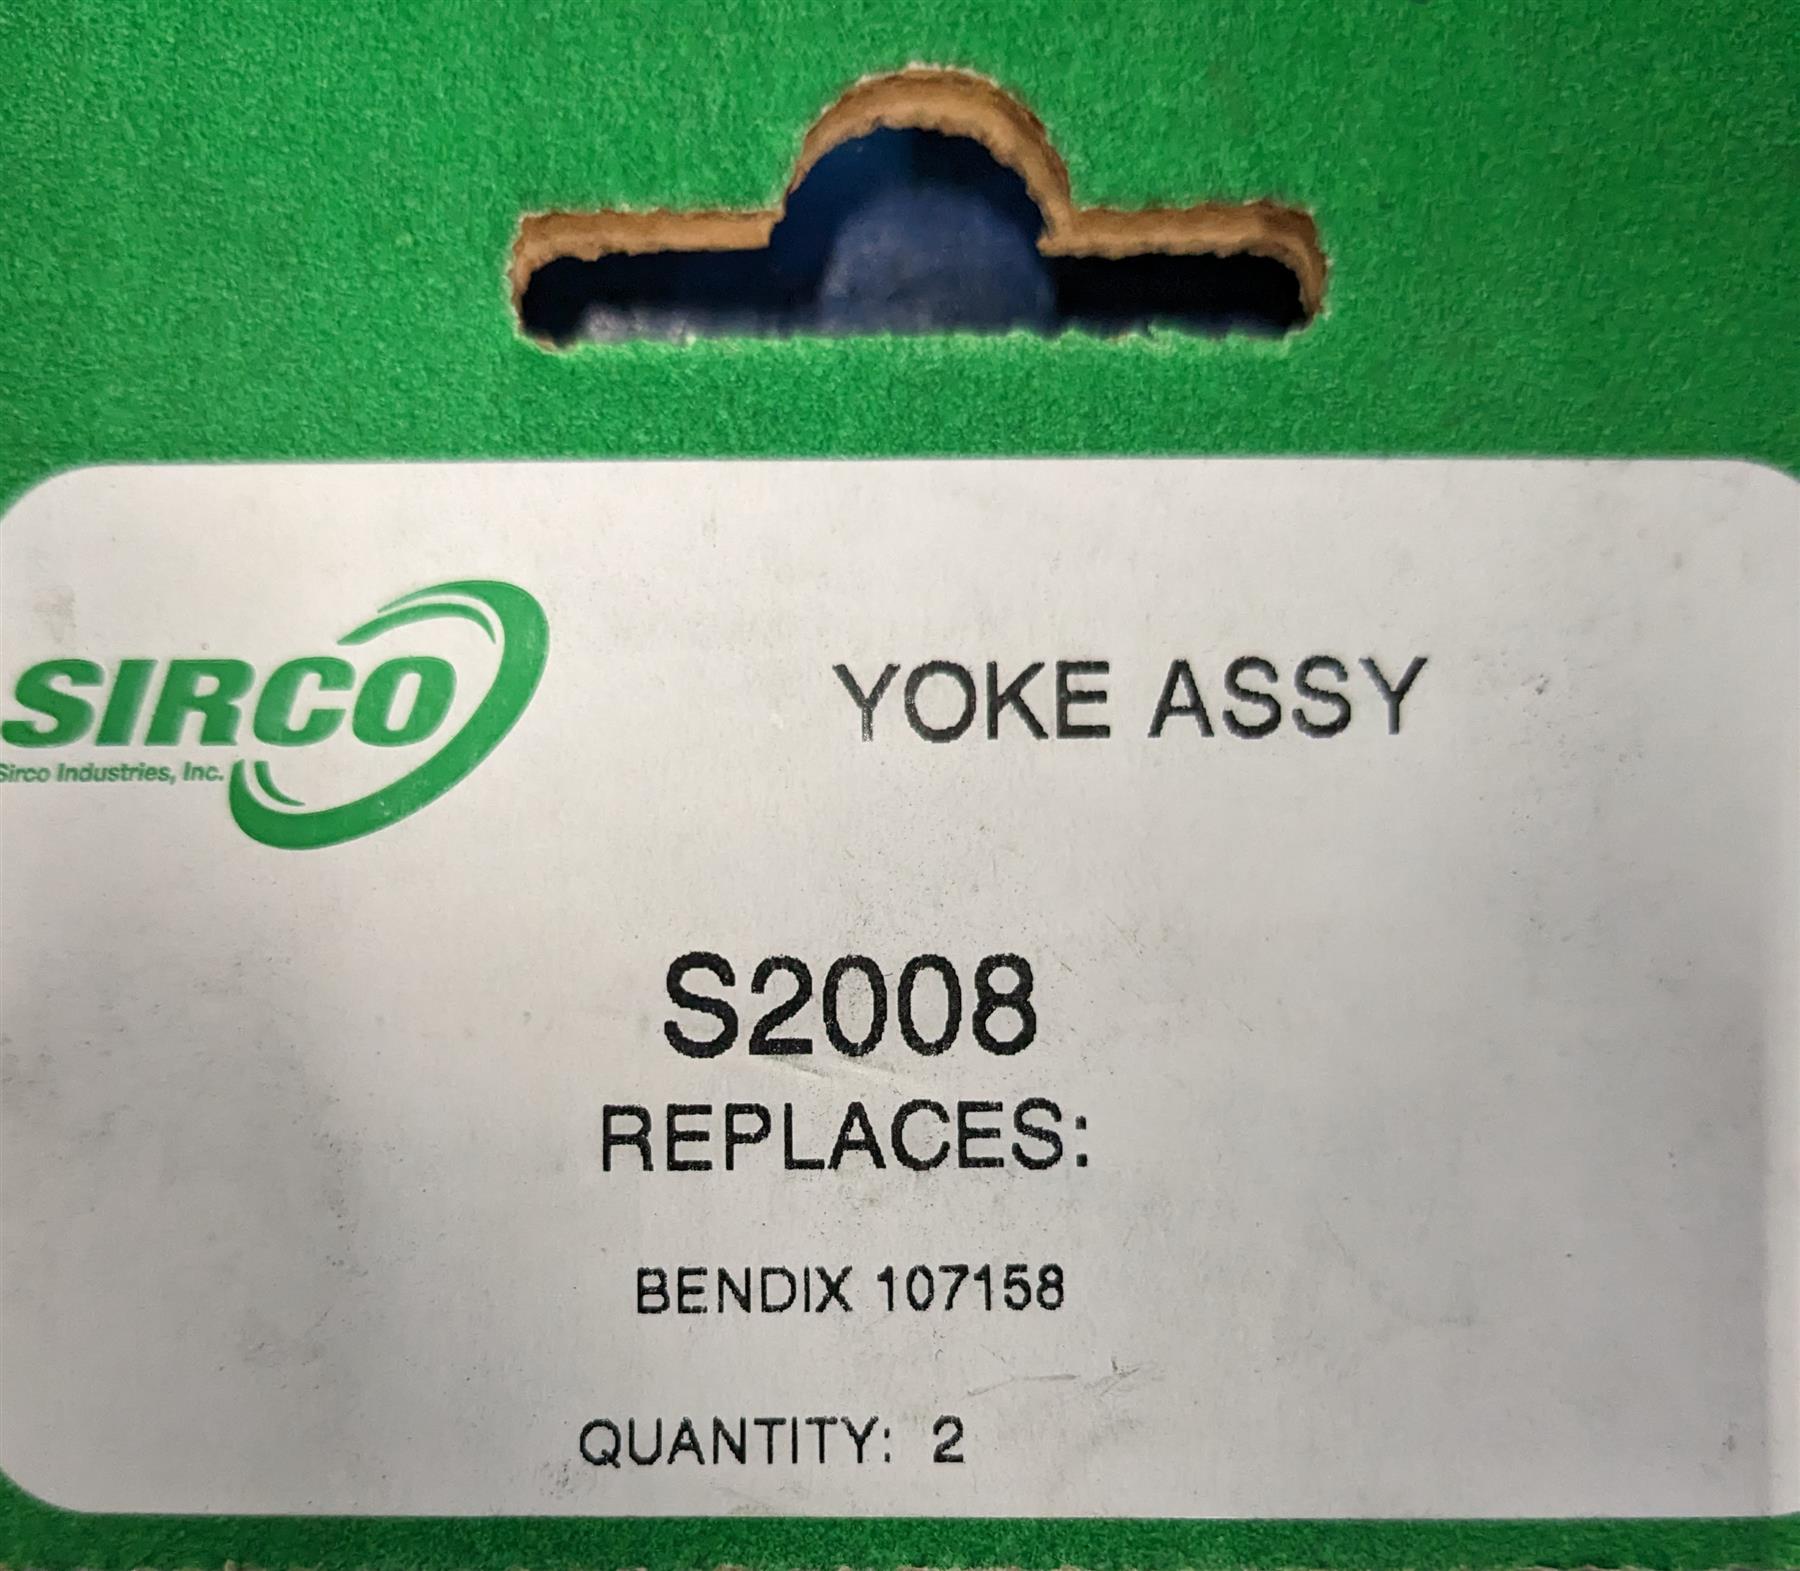 SIRCO
Sirco Industries, Inc.
YOKE ASSY
S2008
REPLACES:
BENDIX 107158
QUANTITY: 2